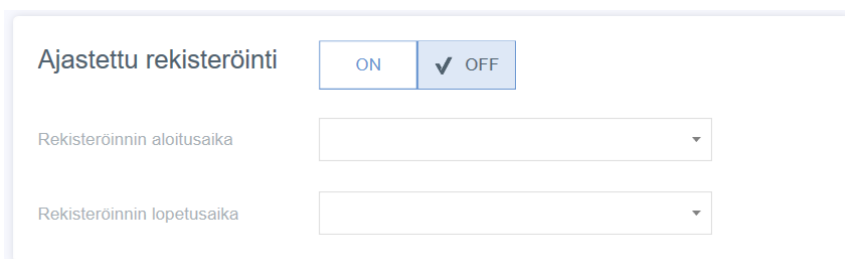 Ajastettu rekisteröinti ON ✔ OFF
Rekisteröinnin aloitusaika
Rekisteröinnin lopetusaika